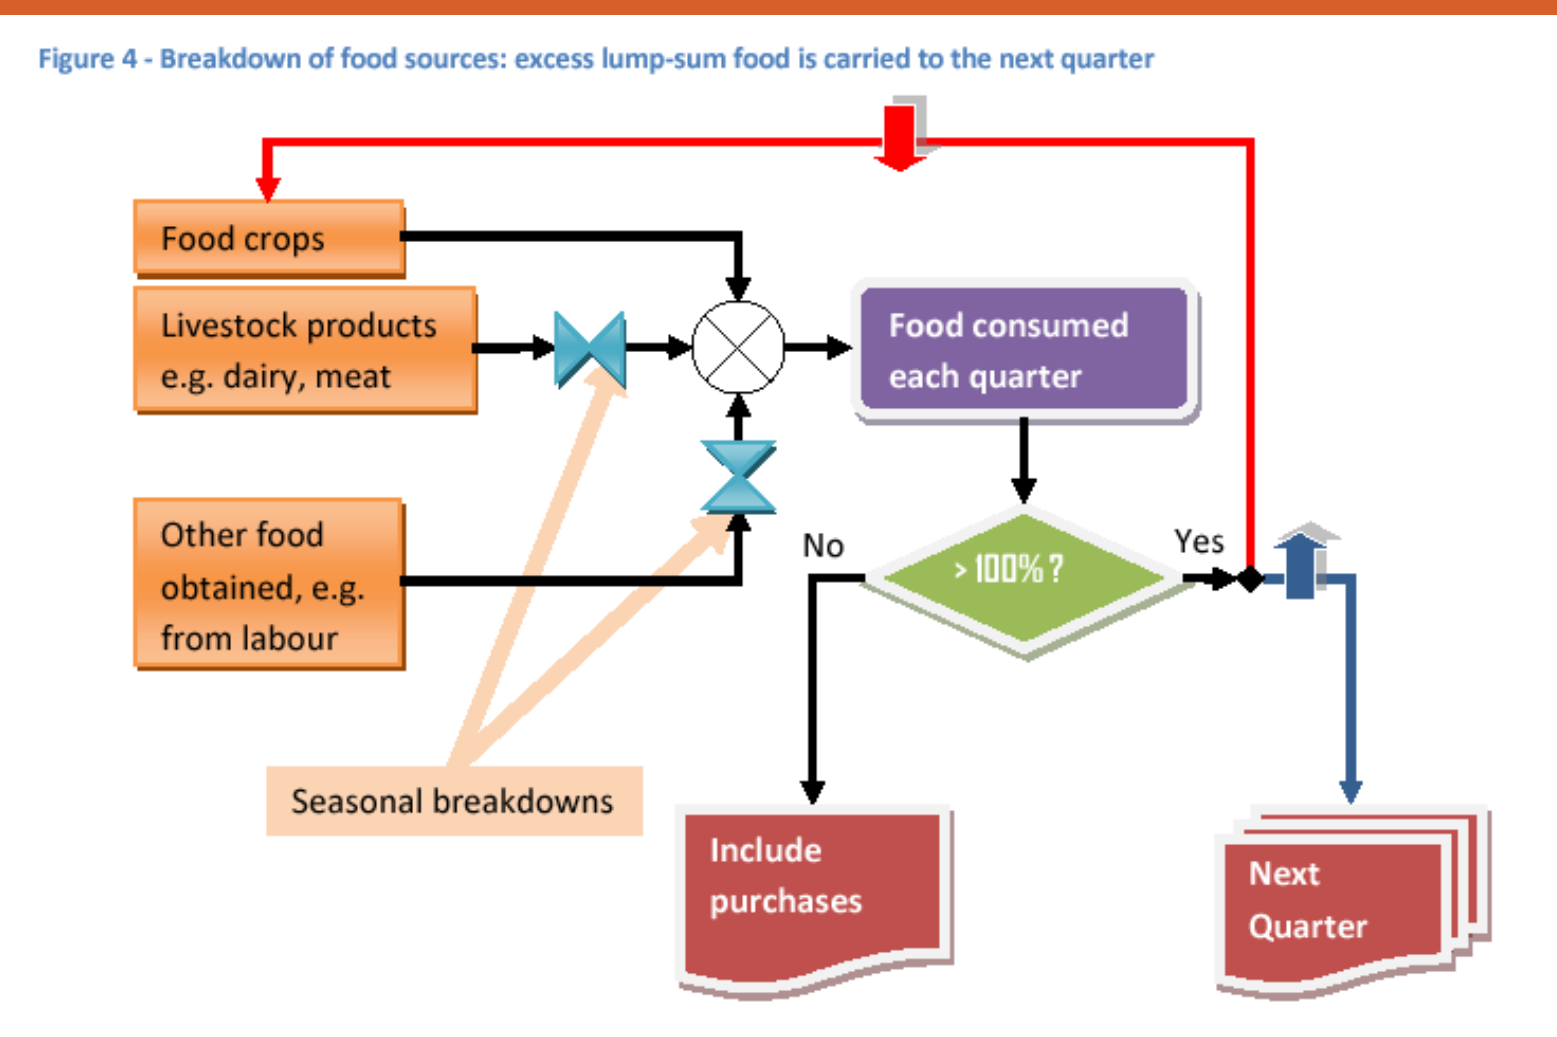 Figure 4 - Breakdown of food sources: excess lump-sum food is carried to the next quarter
Food crops
Livestock products
e.g. dairy, meat
Food consumed
each quarter
Other food
obtained, e.g.
from labour
No
> 100% ?
Yes
Seasonal breakdowns
Include
purchases
Next
Quarter